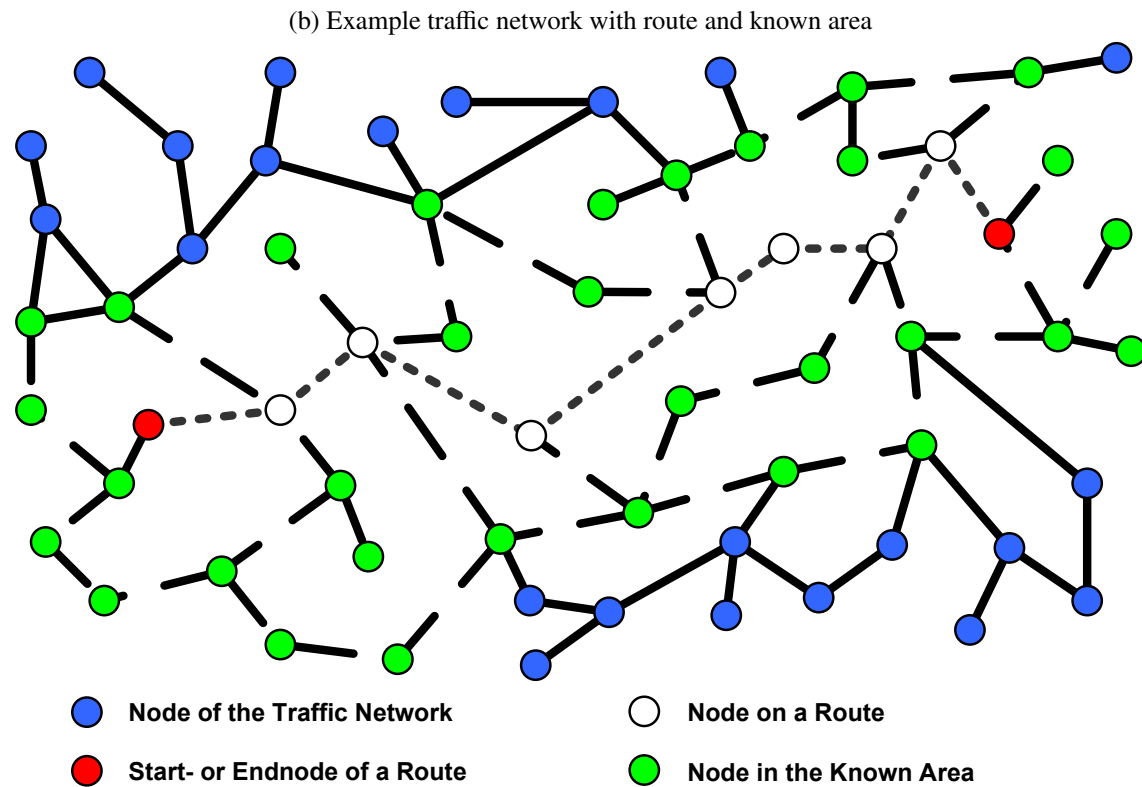 (b) Example traffic network with route and known area
Node of the Traffic Network
Node on a Route
Start- or Endnode of a Route
Node in the Known Area